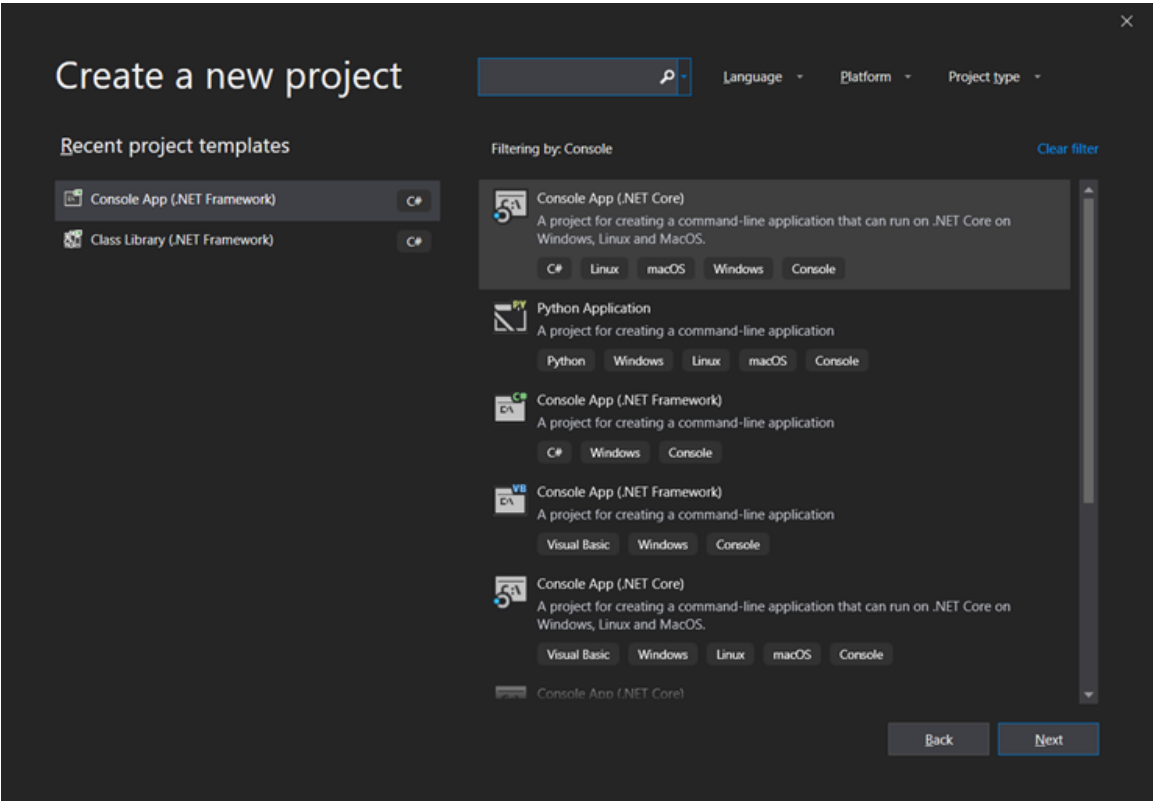 Create a new project
Language
Platform
Project type
Recent project templates
Console App (.NET Framework)
C#
Class Library (.NET Framework)
C#
Filtering by: Console
Clear filter
Console App (.NET Core)
A project for creating a command-line application that can run on .NET Core on
Windows, Linux and MacOS.
C# Linux macOS Windows Console
Python Application
A project for creating a command-line application
Python Windows Linux macOS Console
Console App (.NET Framework)
A project for creating a command-line application
C# Windows Console
Console App (.NET Framework)
A project for creating a command-line application
Visual Basic Windows Console
Console App (.NET Core)
A project for creating a command-line application that can run on .NET Core on
Windows, Linux and MacOS.
Visual Basic Windows Linux macOS Console
Console App (.NET Core)
Back
Next